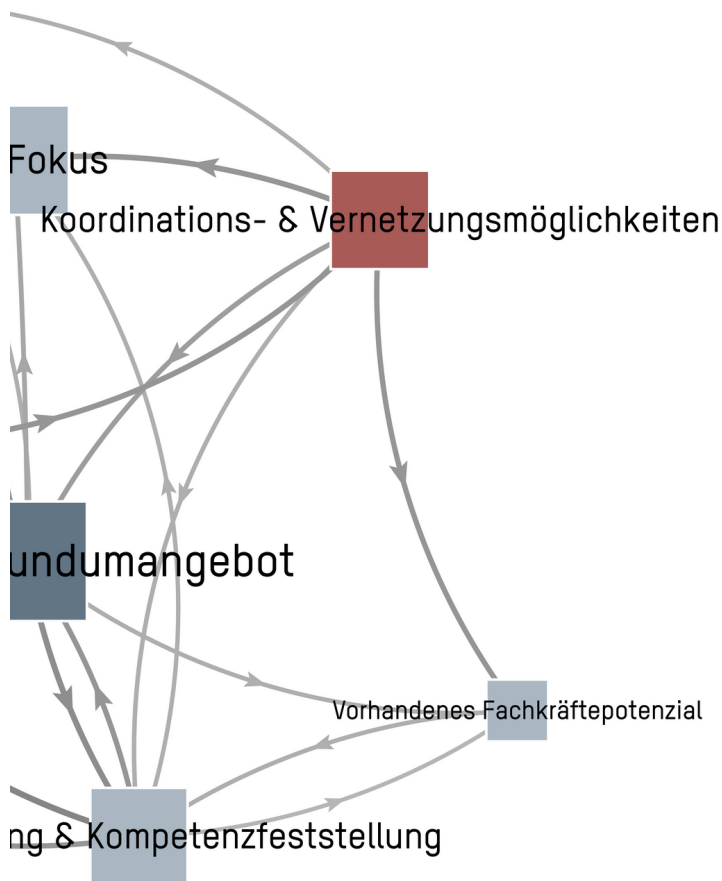 Fokus
Koordinations- & Vernetzungsmöglichkeiten
undumangebot
Vorhandenes Fachkräftepotenzial
ng & Kompetenzfeststellung